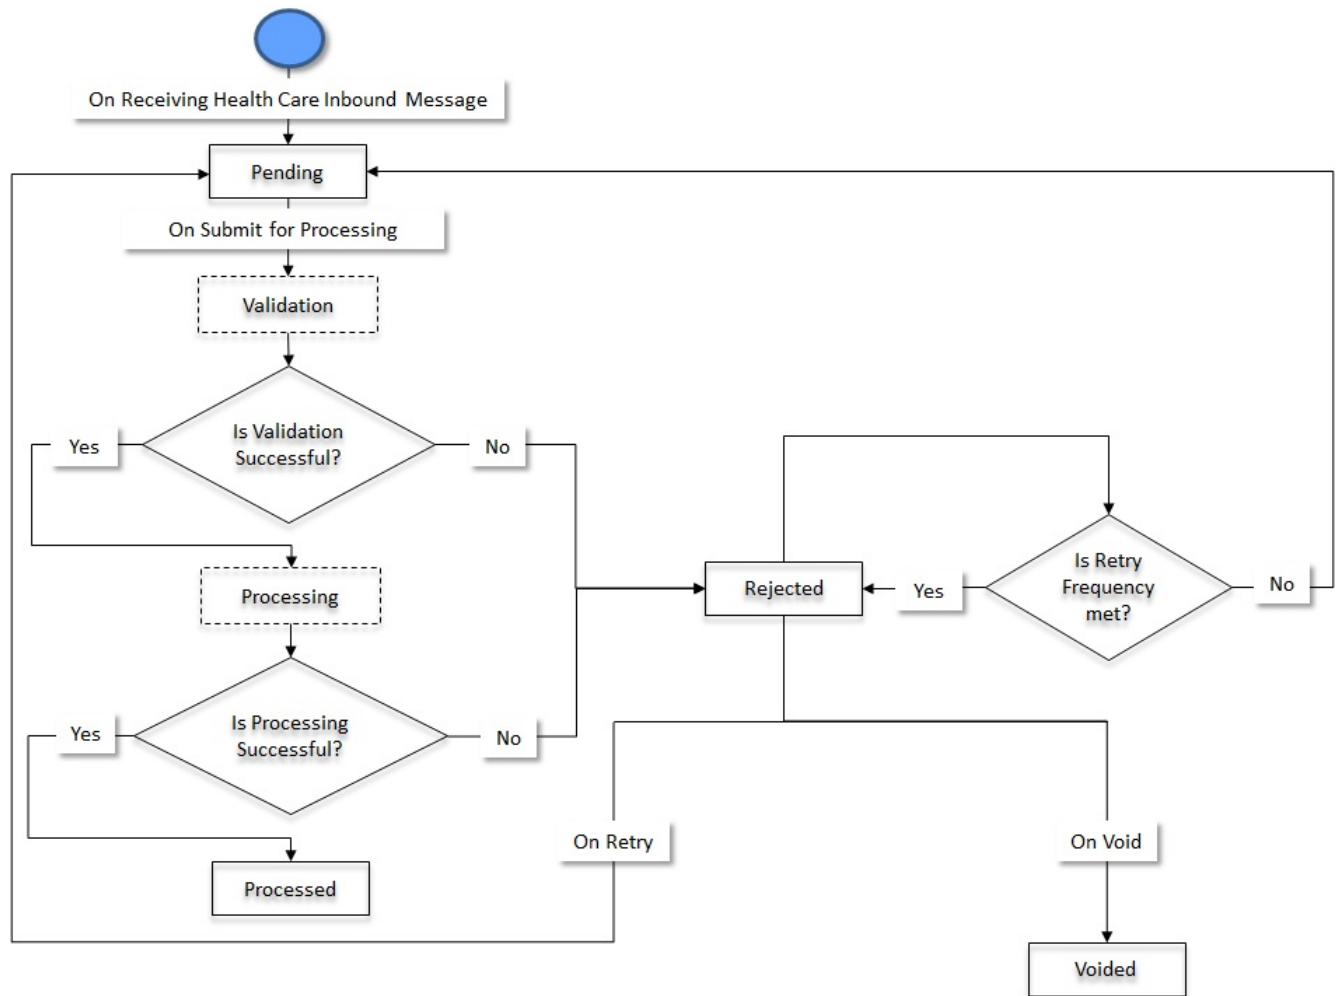 On Receiving Health Care Inbound Message
Pending
On Submit for Processing
Validation
Is Validation
Successful?
Yes
No
Processing
Is Processing
Successful?
Yes
No
Processed
Rejected
Is Retry
Frequency
met?
Yes
No
On Retry
On Void
Voided